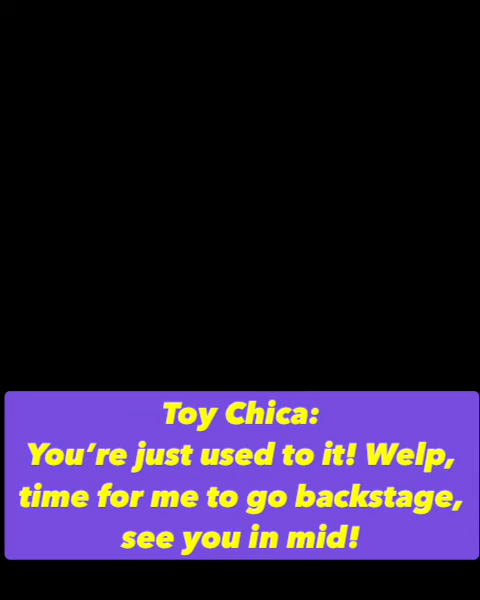 Toy Chica:
You’re just used to it! Welp,
time for me to go backstage,
see you in mid!